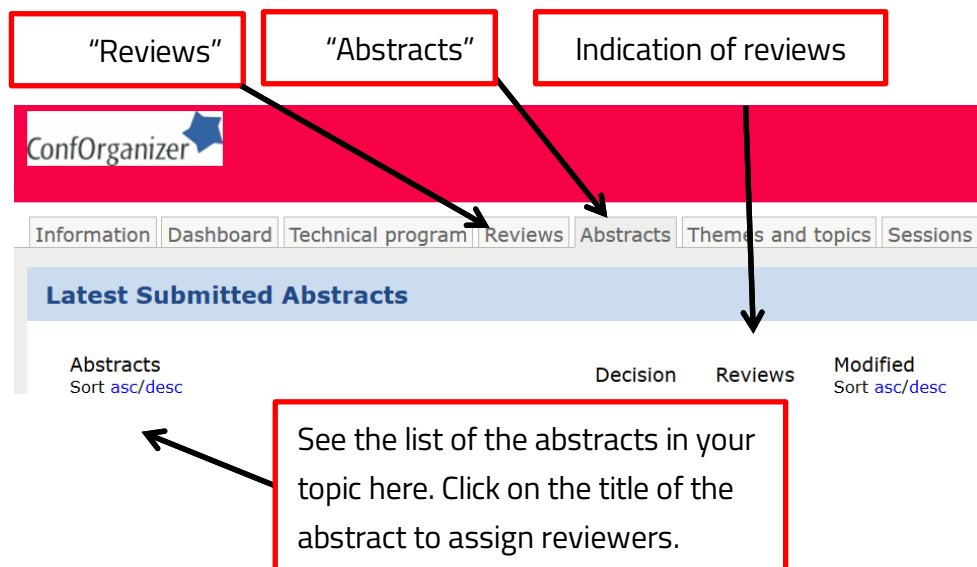 “Reviews”
“Abstracts”
Indication of reviews
ConfOrganizer
Information Dashboard Technical program Reviews Abstracts Themes and topics Sessions
Latest Submitted Abstracts
Abstracts
Sort asc/desc
Decision
Reviews
Modified
Sort asc/desc
See the list of the abstracts in your
topic here. Click on the title of the
abstract to assign reviewers.